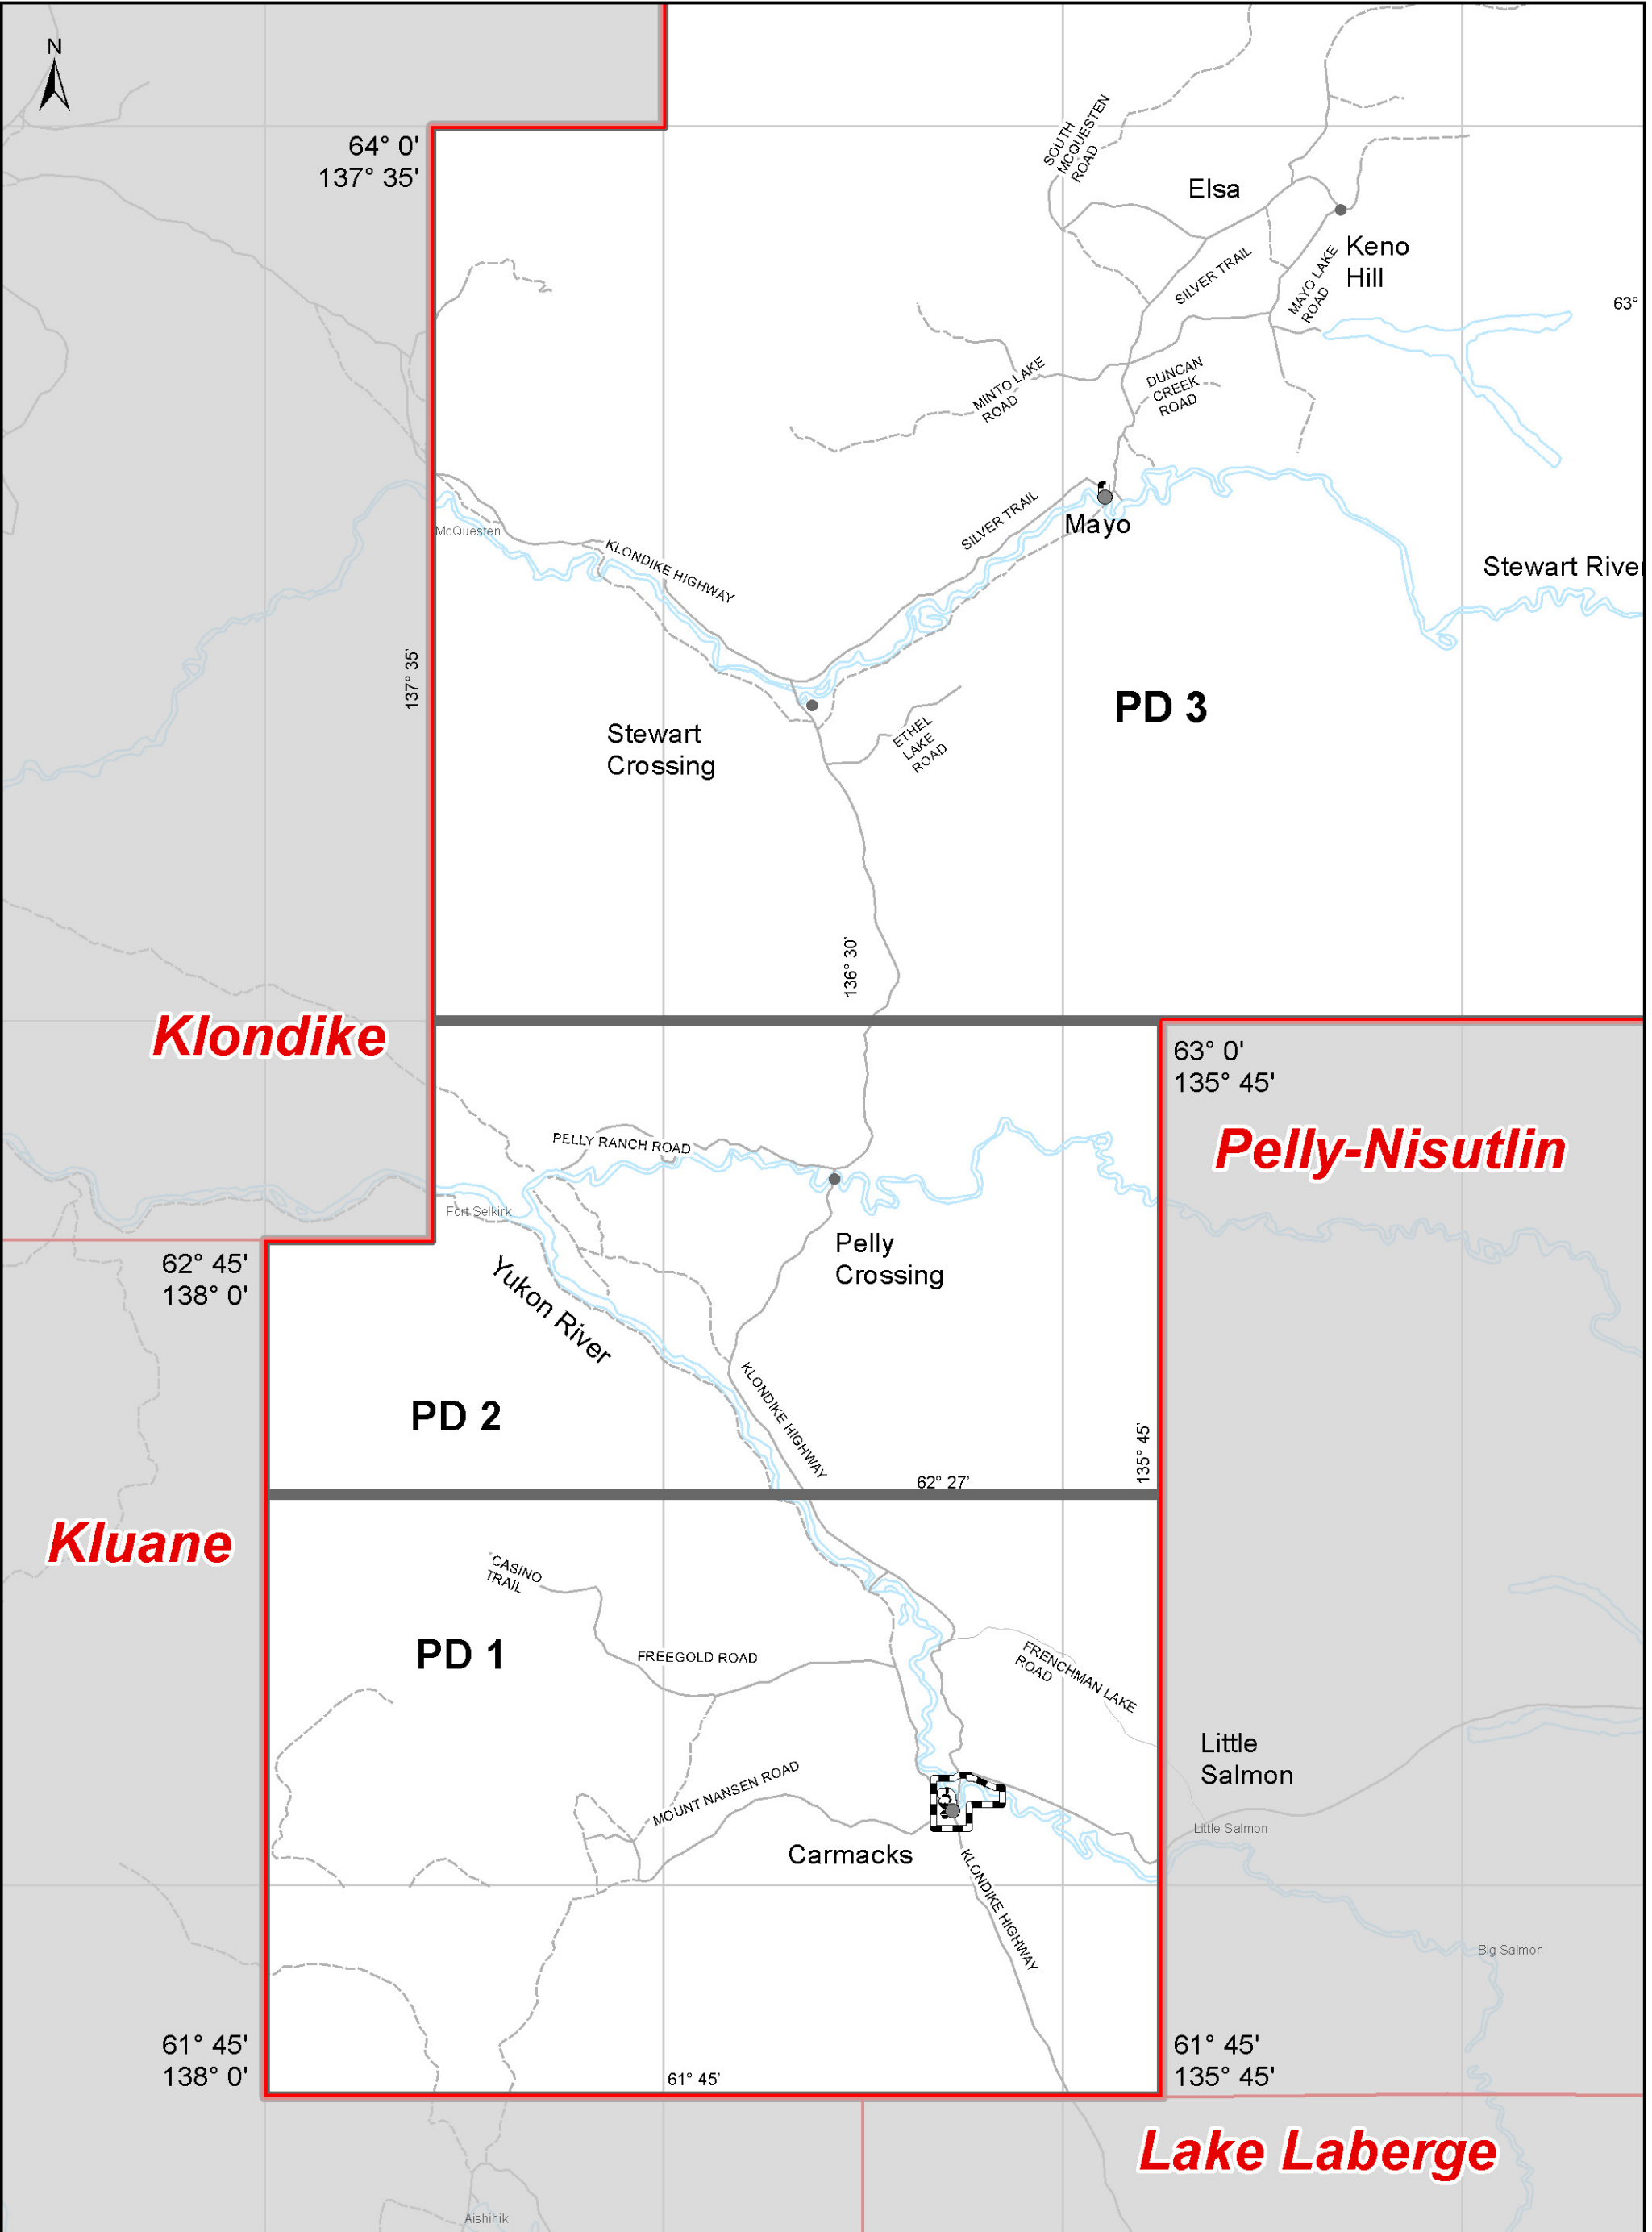 N
64° 0'
137° 35'
SOUTH
MCQUESTEN
ROAD
Elsa
Keno
Hill
SILVER TRAIL
MAYO LAKE
ROAD
63°
MINTO LAKE
ROAD
DUNCAN
CREEK
ROAD
McQuesten
KLONDIKE HIGHWAY
SILVER TRAIL
Mayo
Stewart River
137° 35'
PD 3
Stewart
Crossing
ETHEL
LAKE
ROAD
136° 30'
Klondike
63° 0'
135° 45'
PELLY RANCH ROAD
Pelly-Nisutlin
Fort Selkirk
62° 45'
138° 0'
Pelly
Crossing
Yukon River
PD 2
KLONDIKE HIGHWAY
135° 45'
62° 27'
Kluane
CASINO
TRAIL
PD 1
FREEGOLD ROAD
FRENCHMAN LAKE
ROAD
Little
Salmon
MOUNT NANSEN ROAD
Little Salmon
Carmacks
KLONDIKE HIGHWAY
Big Salmon
61° 45'
138° 0'
61° 45'
61° 45'
135° 45'
Lake Laberge
Aishihik